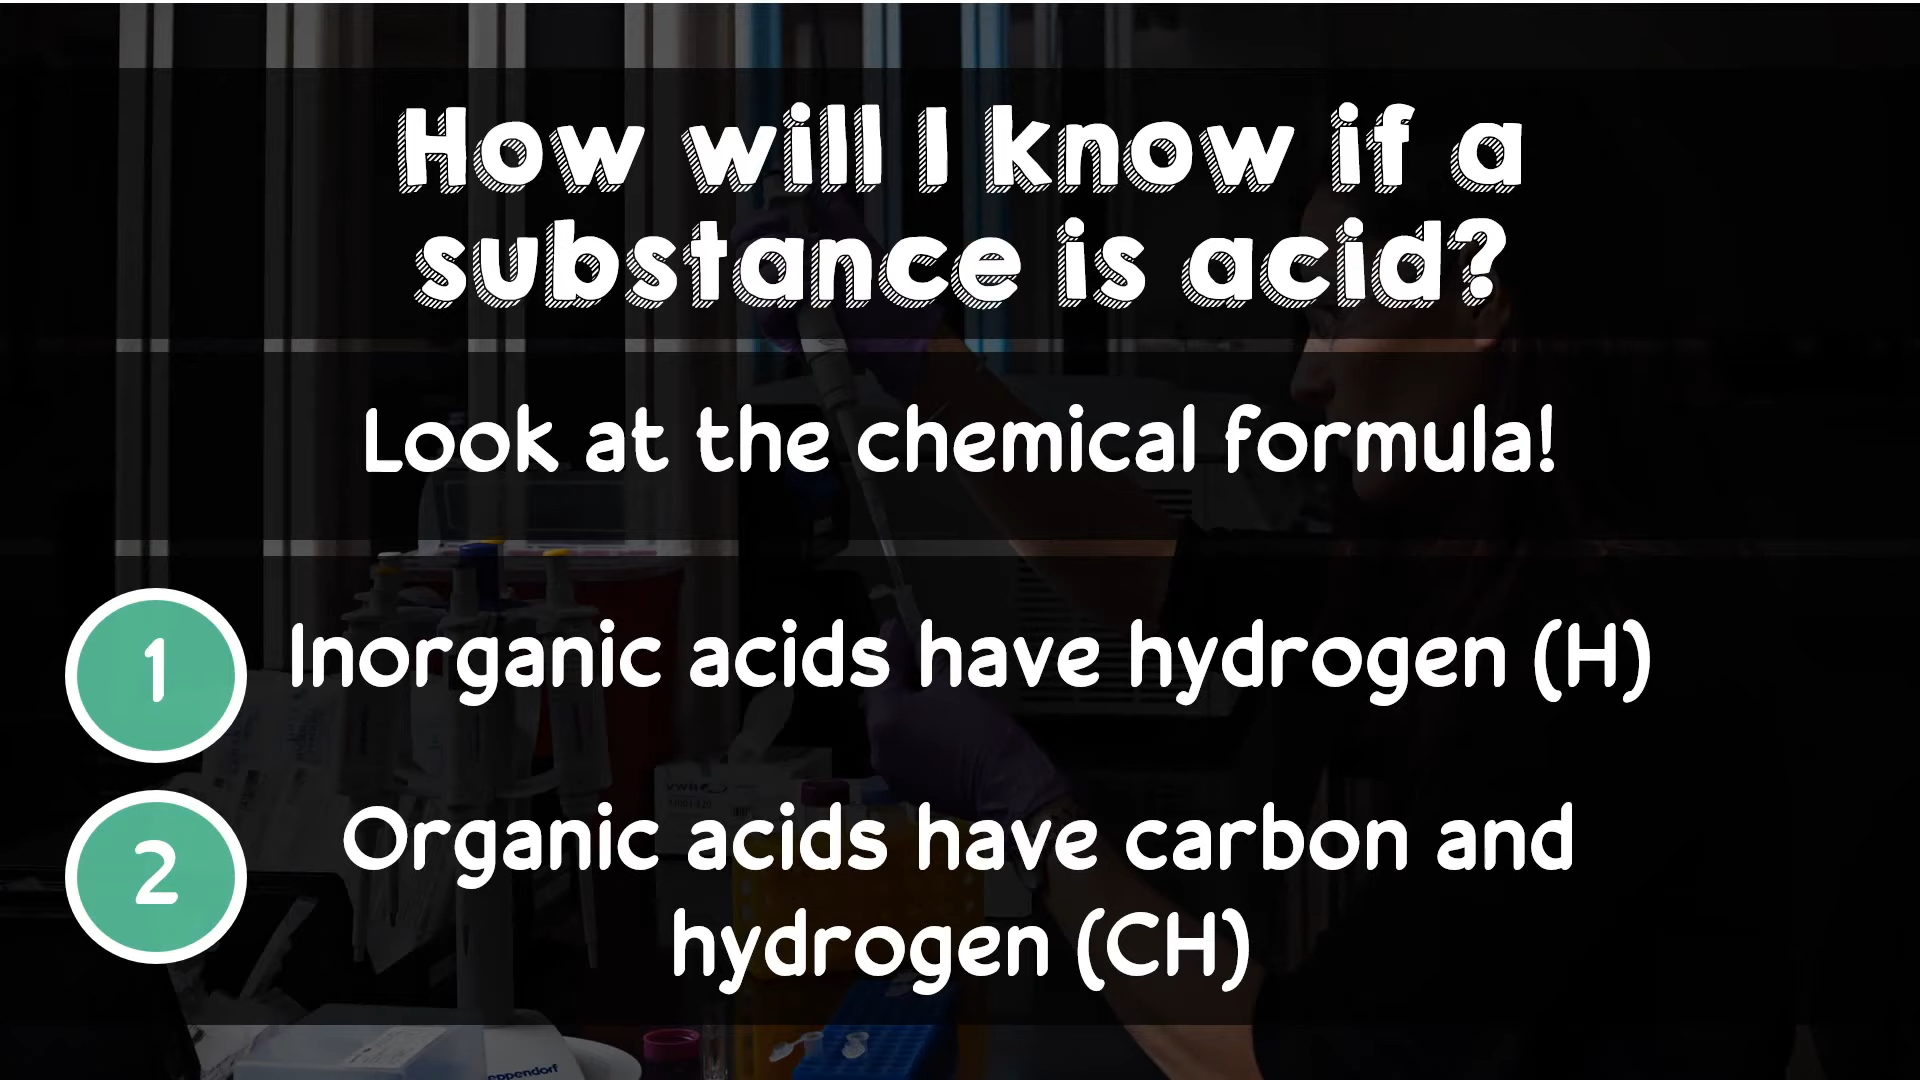 How will I know if a
substance is acid?
Look at the chemical formula!
1
Inorganic acids have hydrogen (H)
2
Organic acids have carbon and
hydrogen (CH)
VWR
eppendorf